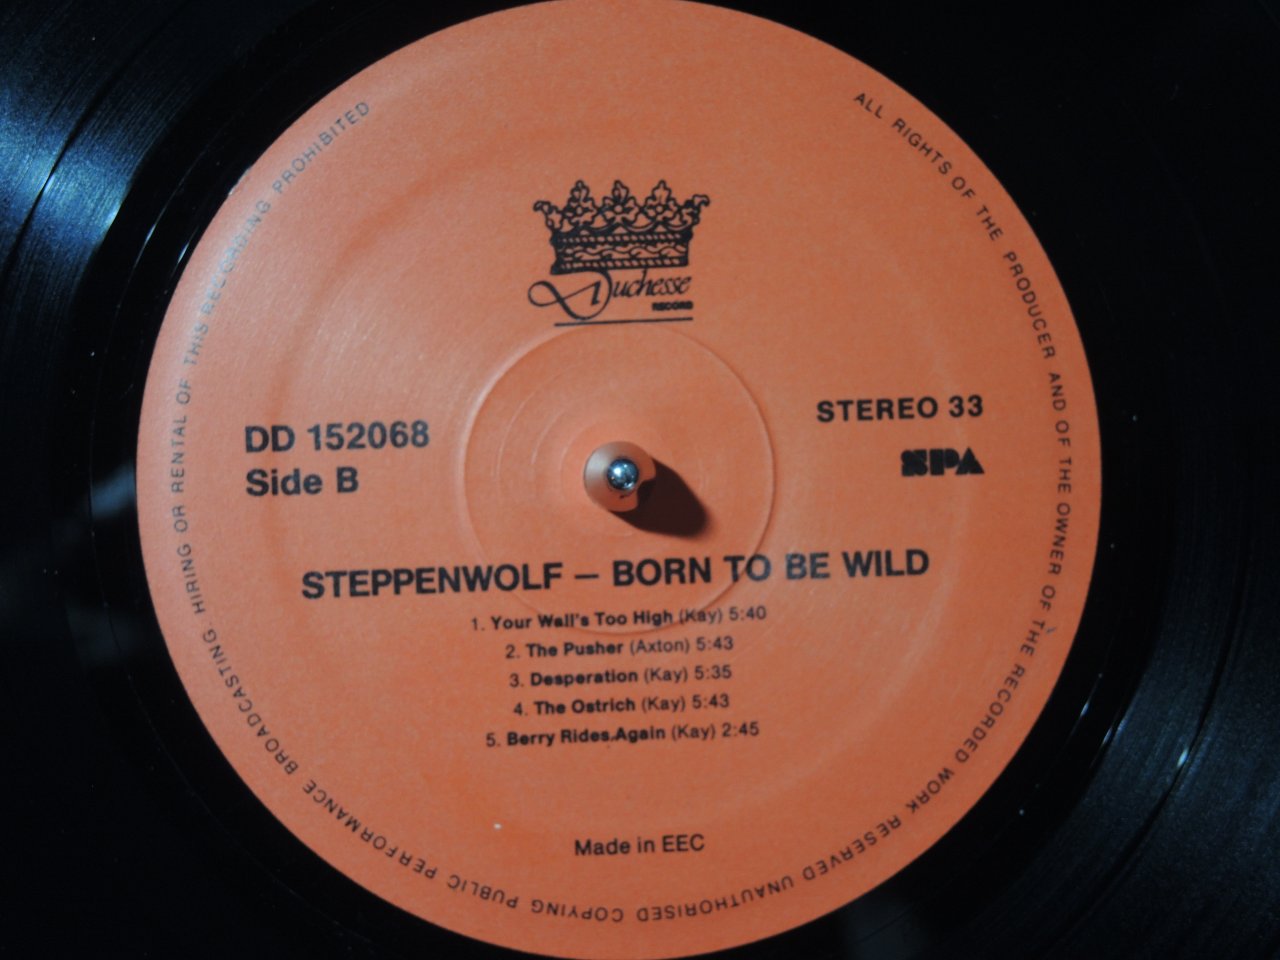 Duchesse
RECORD
DD 152068
Side B
STEREO 33
SPA
STEPPENWOLF – BORN TO BE WILD
1. Your Wall's Too High (Kay) 5:40
2. The Pusher (Axton) 5:43
3. Desperation (Kay) 5:35
4. The Ostrich (Kay) 5:43
5. Berry Rides Again (Kay) 2:45
Made in EEC
ALL RIGHTS OF THE PRODUCER AND OF THE OWNER OF THE RECORDED WORK RESERVED UNAUTHORISED COPYING PUBLIC PERFORMANCE BROADCASTING, HIRING OR RENTAL OF THIS RECORDING PROHIBITED